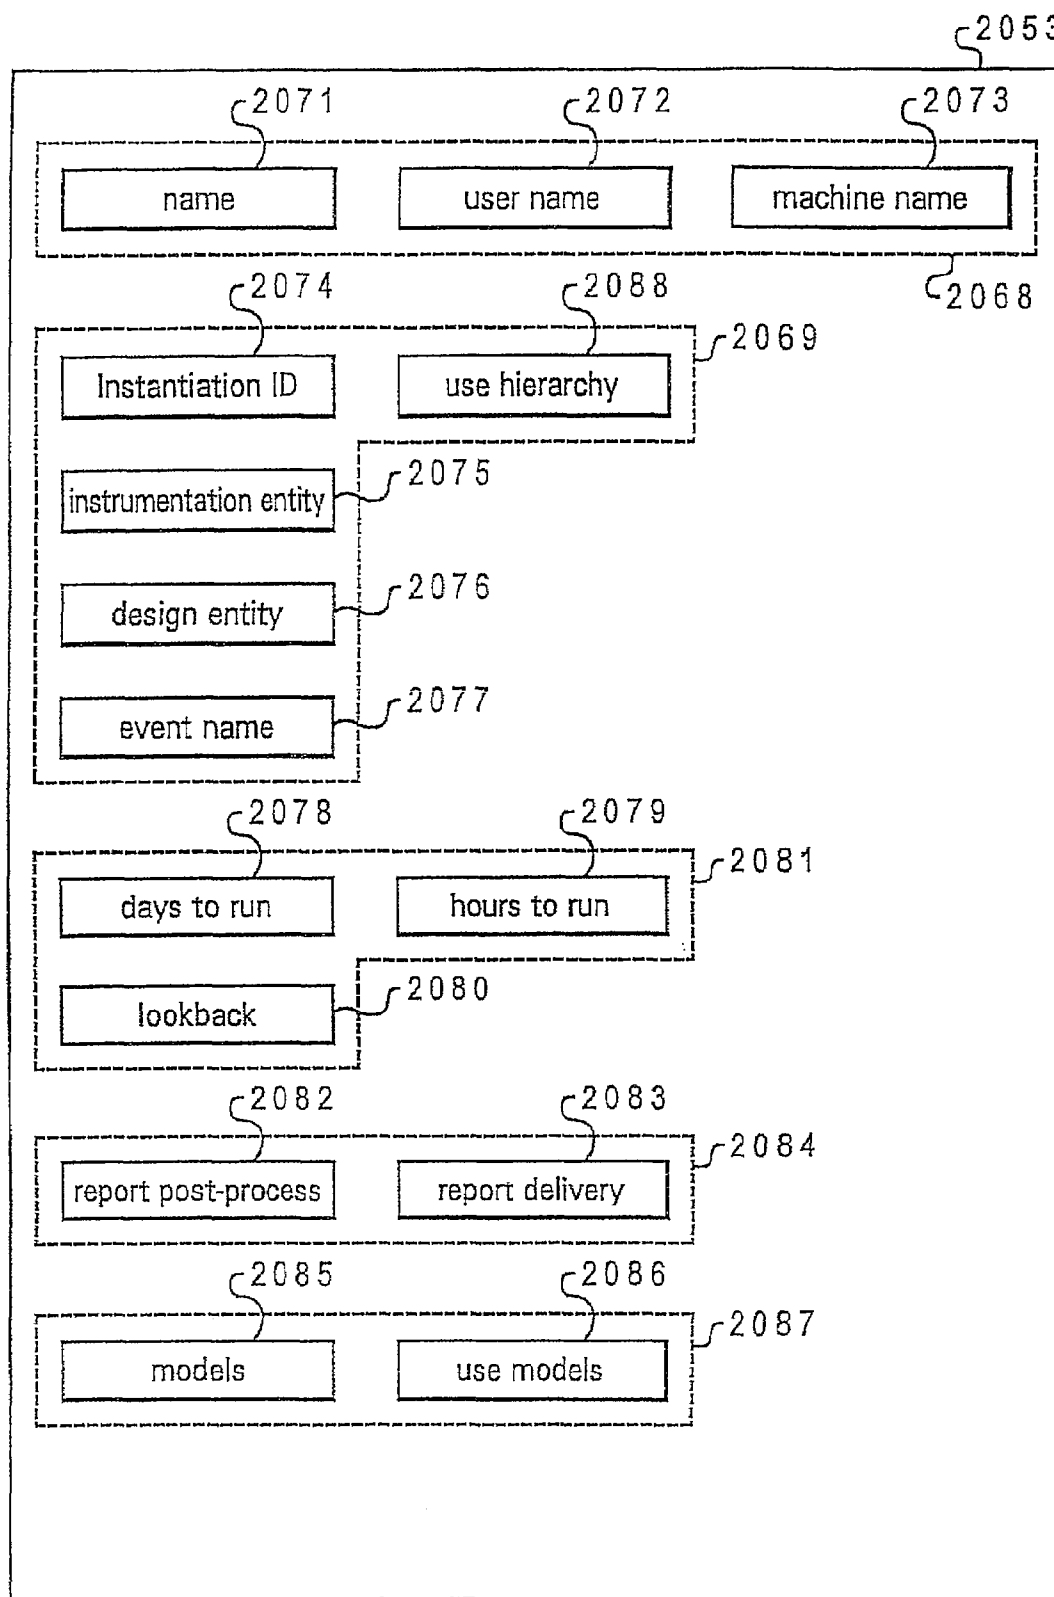 2053
2071 2072 2073
name user name machine name
2068
2074 2088
2069
Instantiation ID use hierarchy
2075
instrumentation entity
2076
design entity
2077
event name
2078 2079
2081
days to run hours to run
2080
lookback
2082 2083
2084
report post-process report delivery
2085 2086
2087
models use models